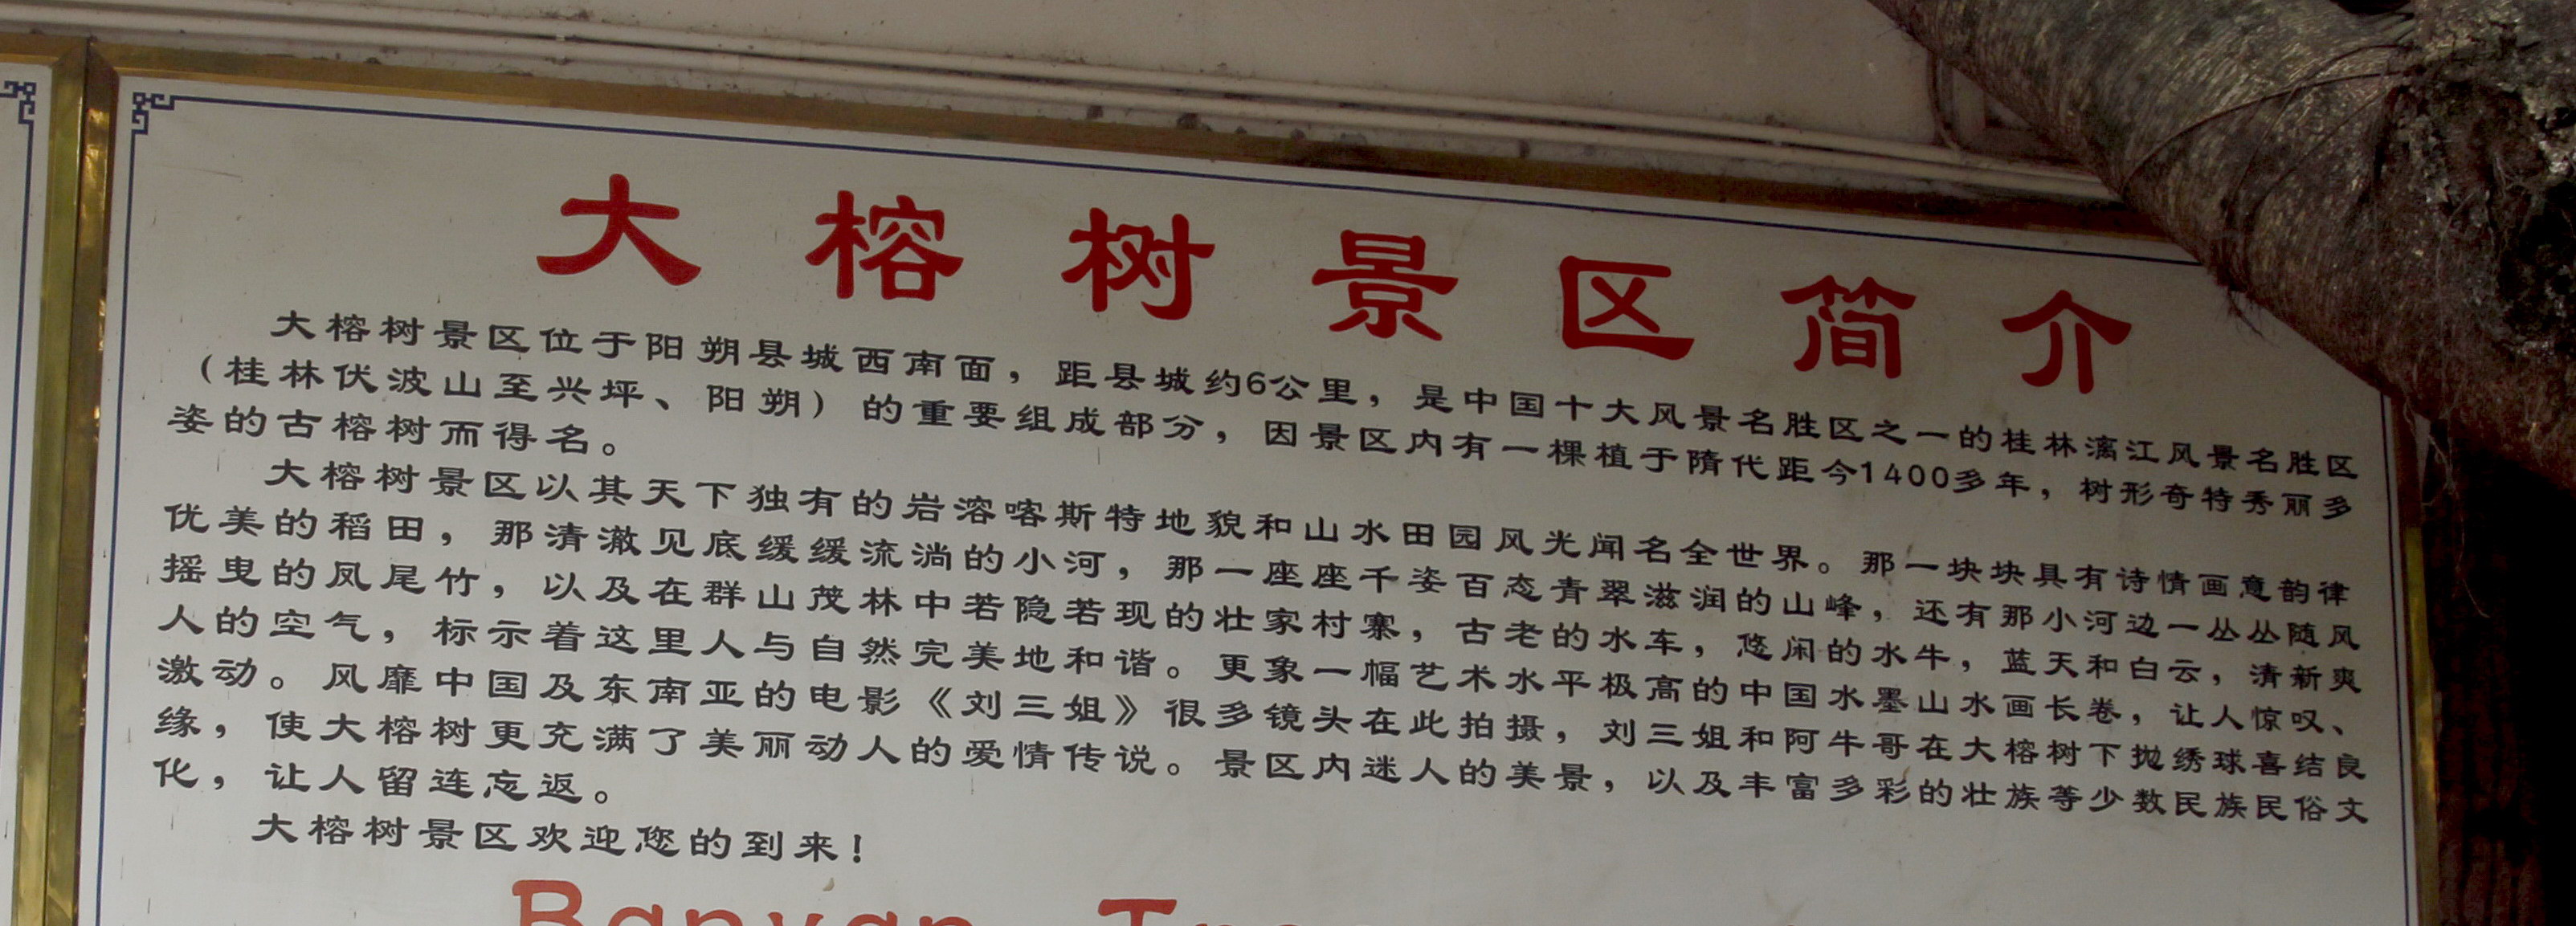 大榕树景区简介
大榕树景区位于阳朔县城西南面，距县城约6公里，是中国十大风景名胜区之一的桂林漓江风景名胜区
（桂林伏波山至兴坪、阳朔）的重要组成部分，因景区内有一棵植于隋代距今1400多年，树形奇特秀丽多
姿的古榕树而得名。
大榕树景区以其天下独有的岩溶喀斯特地貌和山水田园风光闻名全世界。那一块块具有诗情画意韵律
优美的稻田，那清澈见底缓缓流淌的小河，那一座座千姿百态青翠滋润的山峰，还有那小河边一丛丛随风
摇曳的凤尾竹，以及在群山茂林中若隐若现的壮家村寨，古老的水车，悠闲的水牛，蓝天和白云，清新爽
人的空气，标示着这里人与自然完美地和谐。更象一幅艺术水平极高的中国水墨山水画长卷，让人惊叹、
激动。风靡中国及东南亚的电影《刘三姐》很多镜头在此拍摄，刘三姐和阿牛哥在大榕树下抛绣球喜结良
缘，使大榕树更充满了美丽动人的爱情传说。景区内迷人的美景，以及丰富多彩的壮族等少数民族民俗文
化，让人留连忘返。
大榕树景区欢迎您的到来！
Banyan